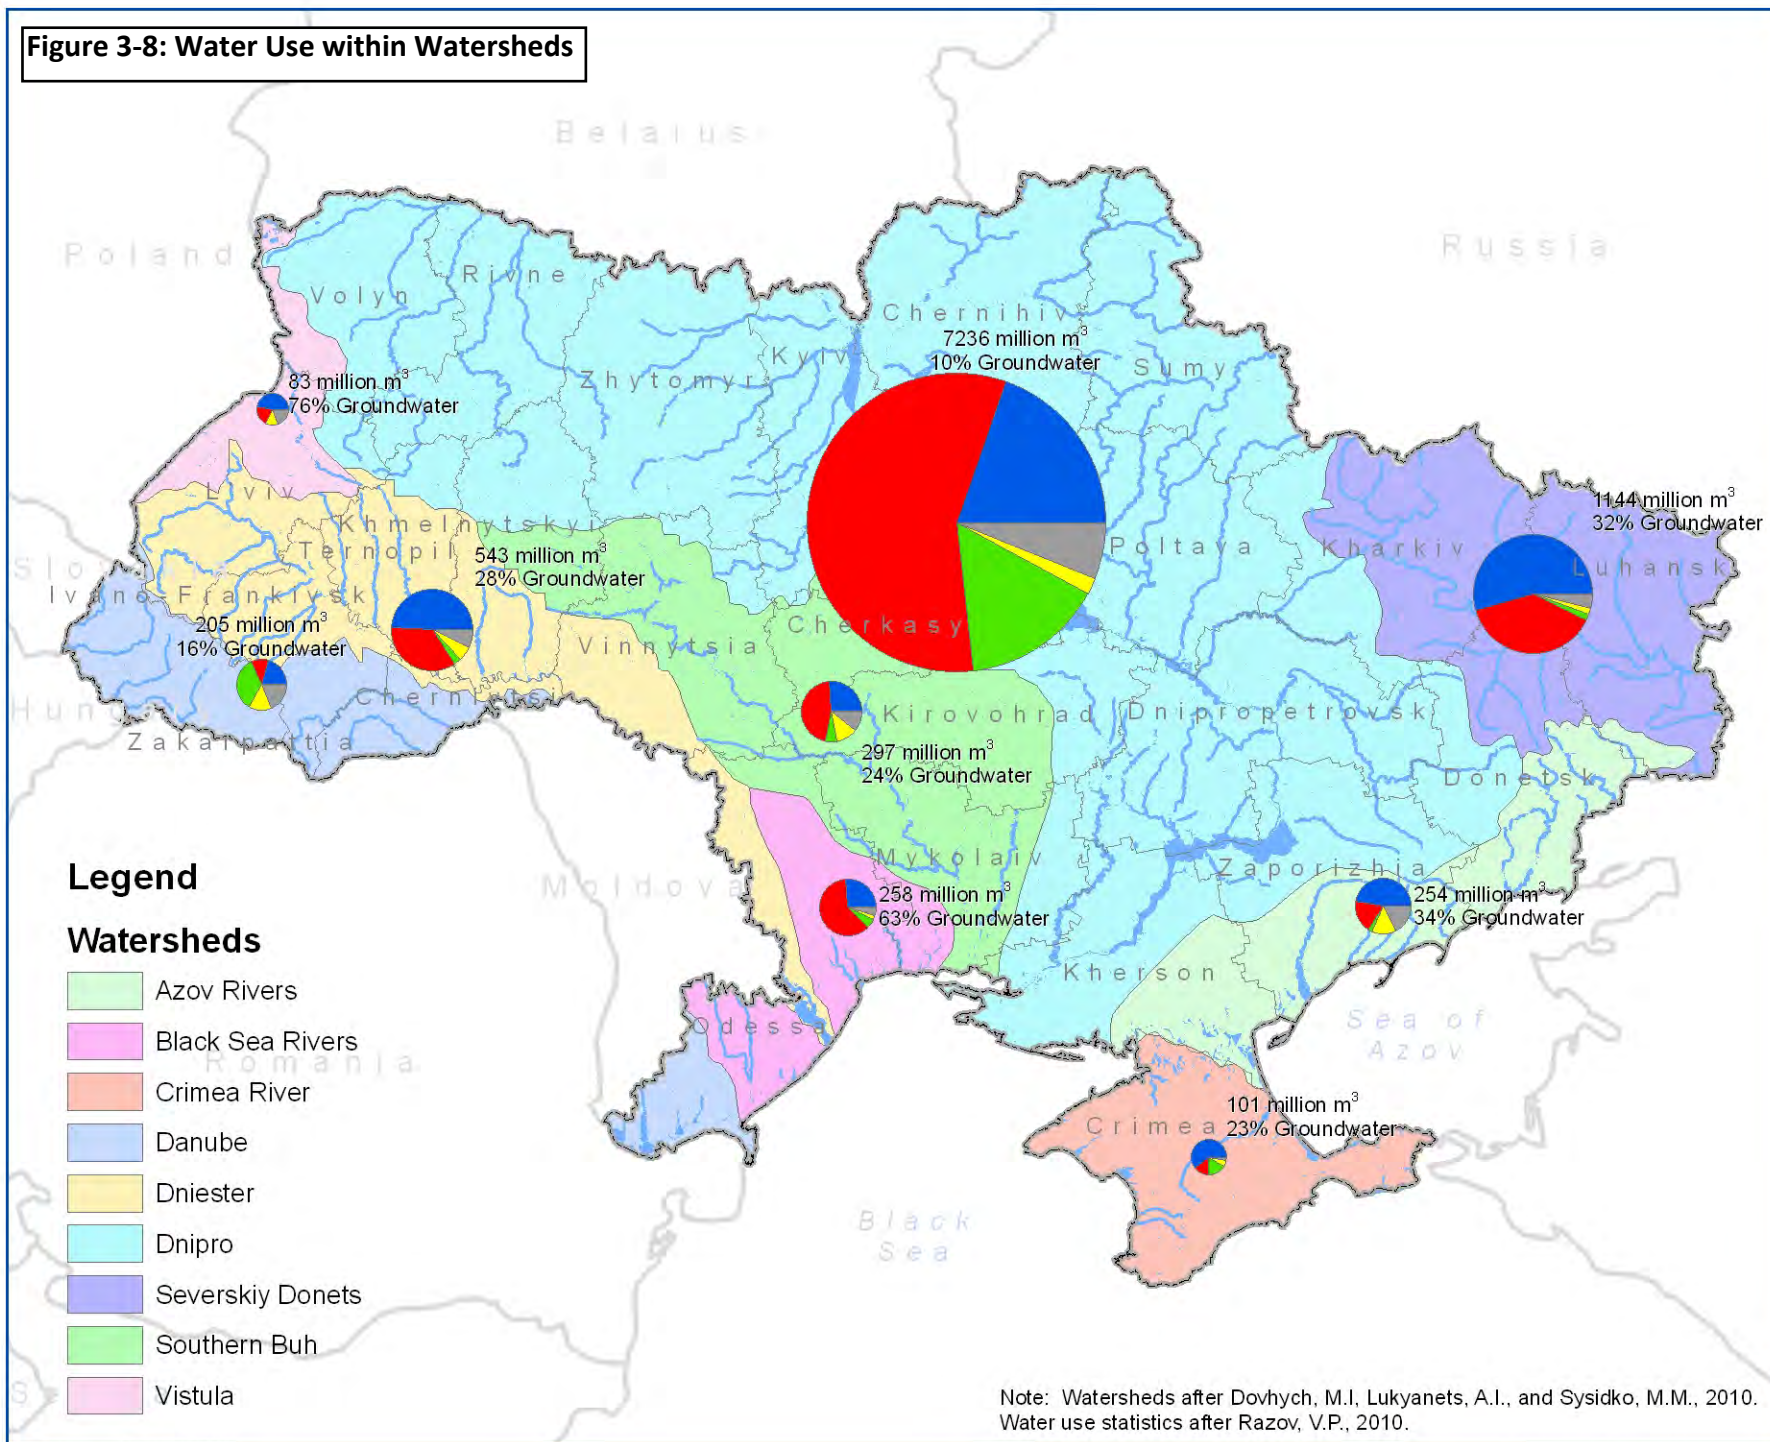 Figure 3-8: Water Use within Watersheds
Belarus
Poland
Russia
Volyn
Rivne
Chernihiv
7236 million m³
10% Groundwater
Kyiv
Zhytomyr
Sumy
83 million m³
76% Groundwater
Lviv
Khmelnytskyi
Ternopil
543 million m³
28% Groundwater
1144 million m³
32% Groundwater
Poltava
Kharkiv
Luhansk
Ivano-Frankivsk
205 million m³
16% Groundwater
Cherkasy
Vinnytsia
Chernivtsi
Zakarpattia
Kirovohrad
Dnipropetrovsk
297 million m³
24% Groundwater
Donetsk
Mykolaiv
Zaporizhia
Moldova
258 million m³
63% Groundwater
254 million m³
34% Groundwater
Kherson
Odessa
Sea of
Azov
Romania
101 million m³
23% Groundwater
Crimea
Black
Sea
Legend
Watersheds
Azov Rivers
Black Sea Rivers
Crimea River
Danube
Dniester
Dnipro
Severskiy Donets
Southern Buh
Vistula
Note: Watersheds after Dovhych, M.I, Lukyanets, A.I., and Sysidko, M.M., 2010.
Water use statistics after Razov, V.P., 2010.